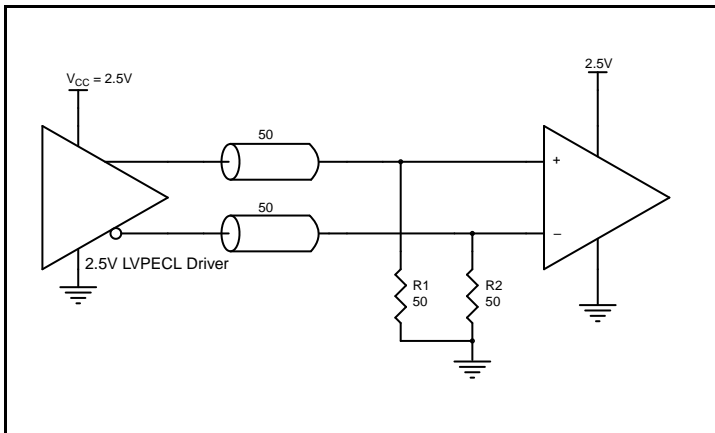 V_CC = 2.5V
2.5V
50
+
50
−
2.5V LVPECL Driver
R1
50
R2
50